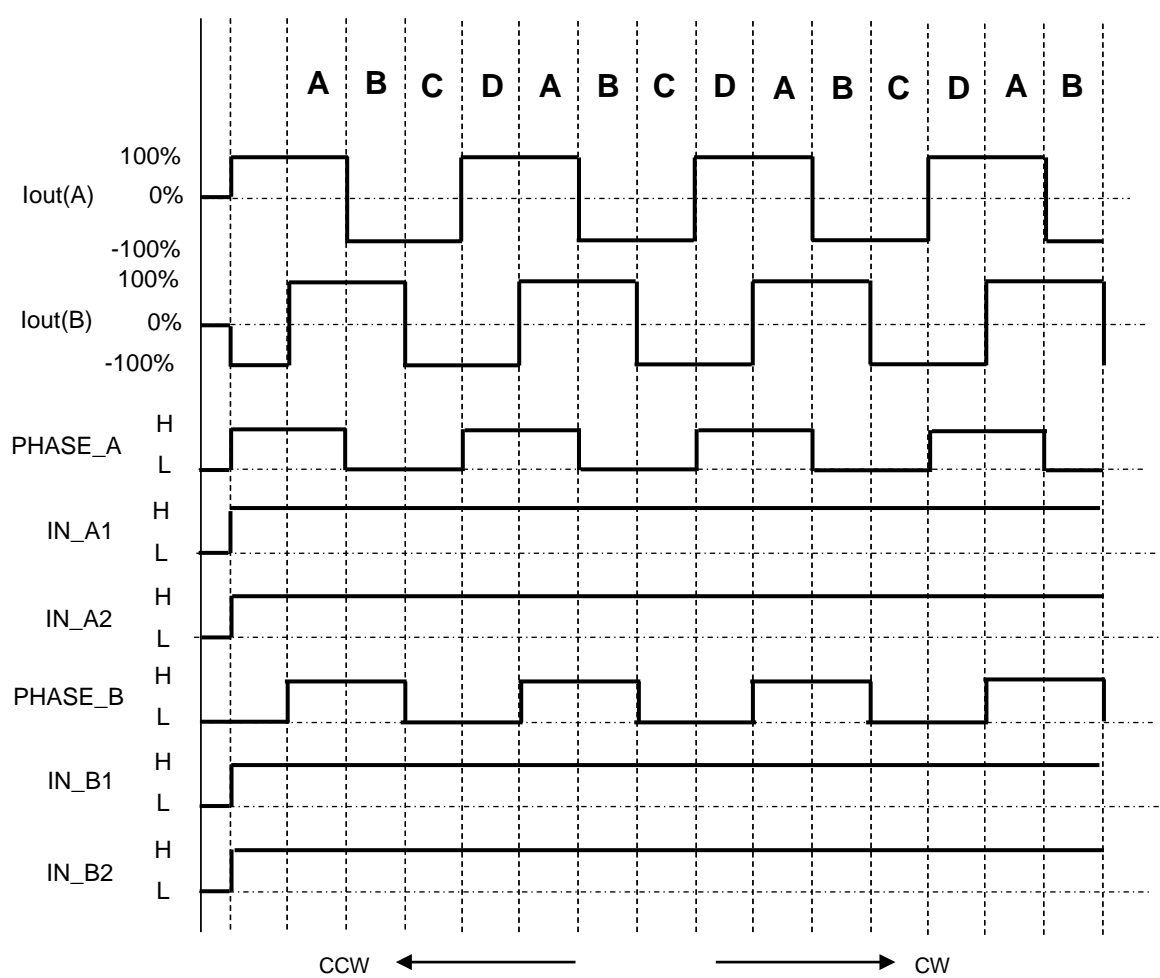 A B C D A B C D A B C D A B
100%
Iout(A) 0%
-100%
100%
Iout(B) 0%
-100%
H
PHASE_A
L
H
IN_A1
L
H
IN_A2
L
H
PHASE_B
L
H
IN_B1
L
H
IN_B2
L
CCW CW